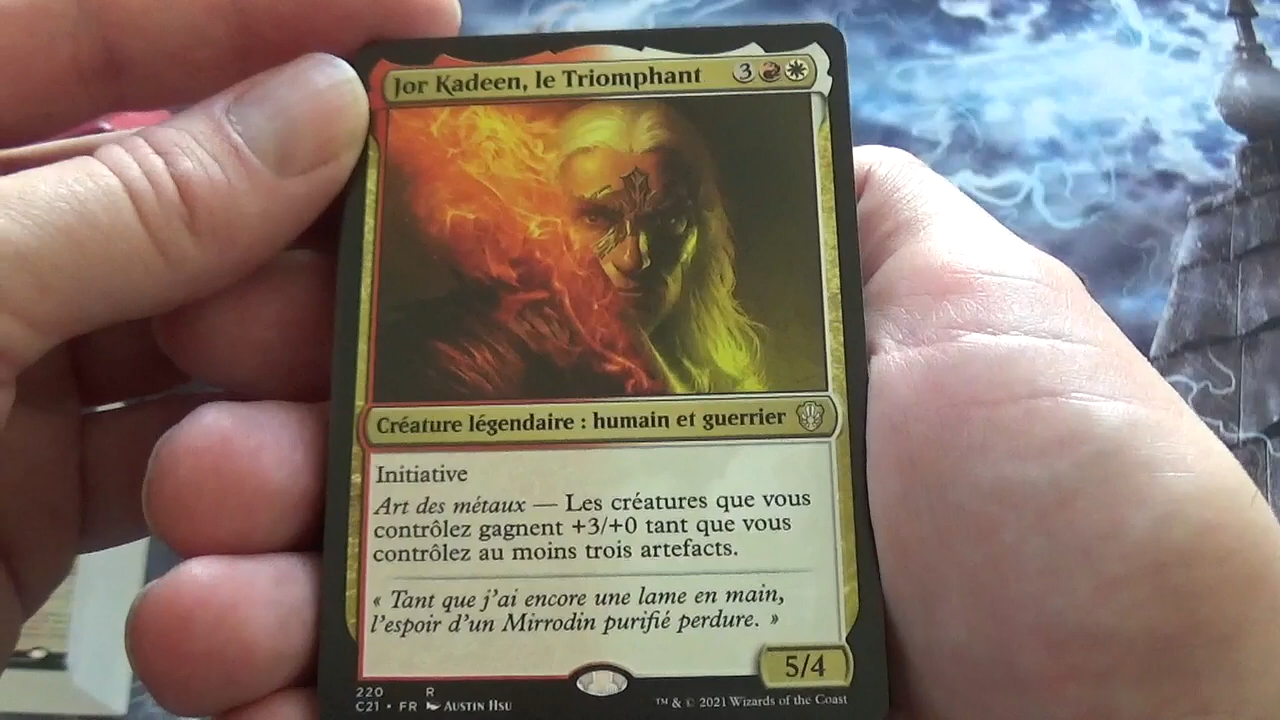 Jor Kadeen, le Triomphant 3
Créature légendaire : humain et guerrier
Initiative
Art des métaux — Les créatures que vous
contrôlez gagnent +3/+0 tant que vous
contrôlez au moins trois artefacts.
« Tant que j'ai encore une lame en main,
l'espoir d'un Mirrodin purifié perdure. »
5/4
220 R
C21 • FR Austin Hsu
™ & © 2021 Wizards of the Coast